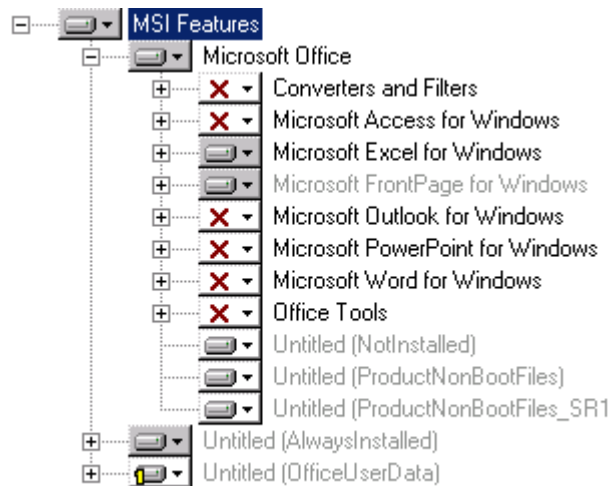 MSI Features
Microsoft Office
Converters and Filters
Microsoft Access for Windows
Microsoft Excel for Windows
Microsoft FrontPage for Windows
Microsoft Outlook for Windows
Microsoft PowerPoint for Windows
Microsoft Word for Windows
Office Tools
Untitled (NotInstalled)
Untitled (ProductNonBootFiles)
Untitled (ProductNonBootFiles_SR1
Untitled (AlwaysInstalled)
Untitled (OfficeUserData)